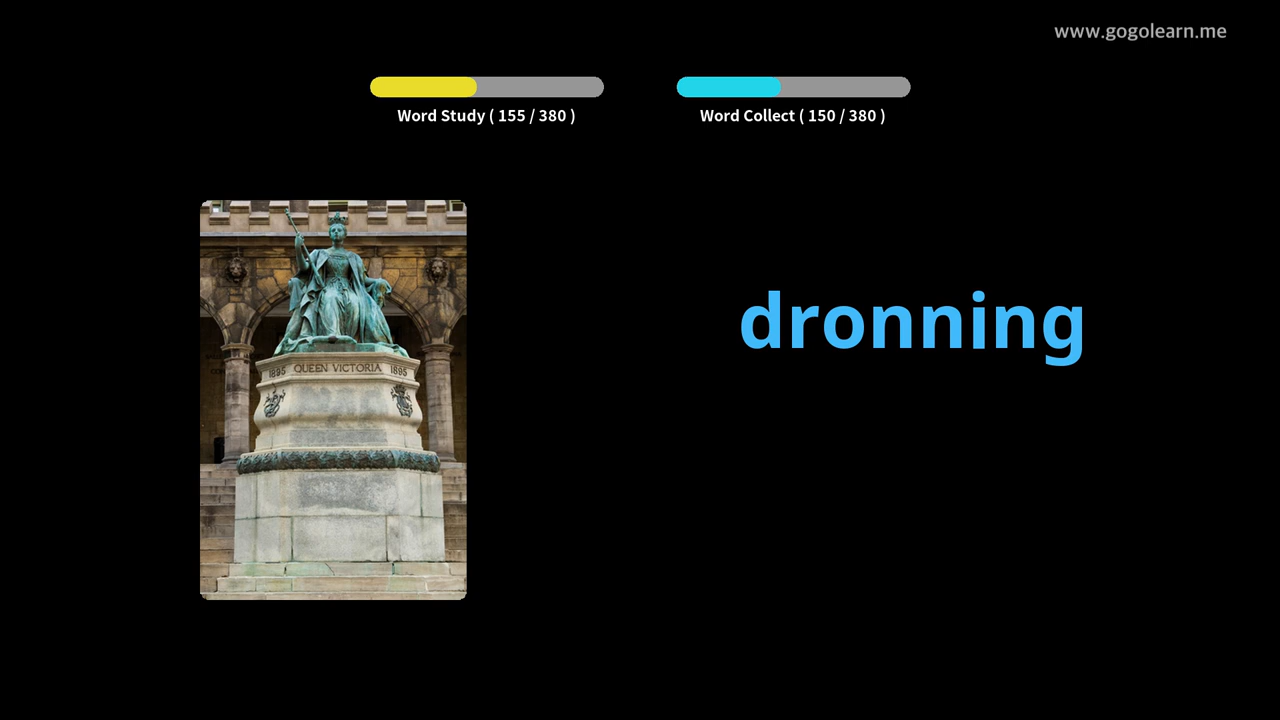 www.gogolearn.me
Word Study ( 155 / 380 )
Word Collect ( 150 / 380 )
dronning
1895 QUEEN VICTORIA 1895